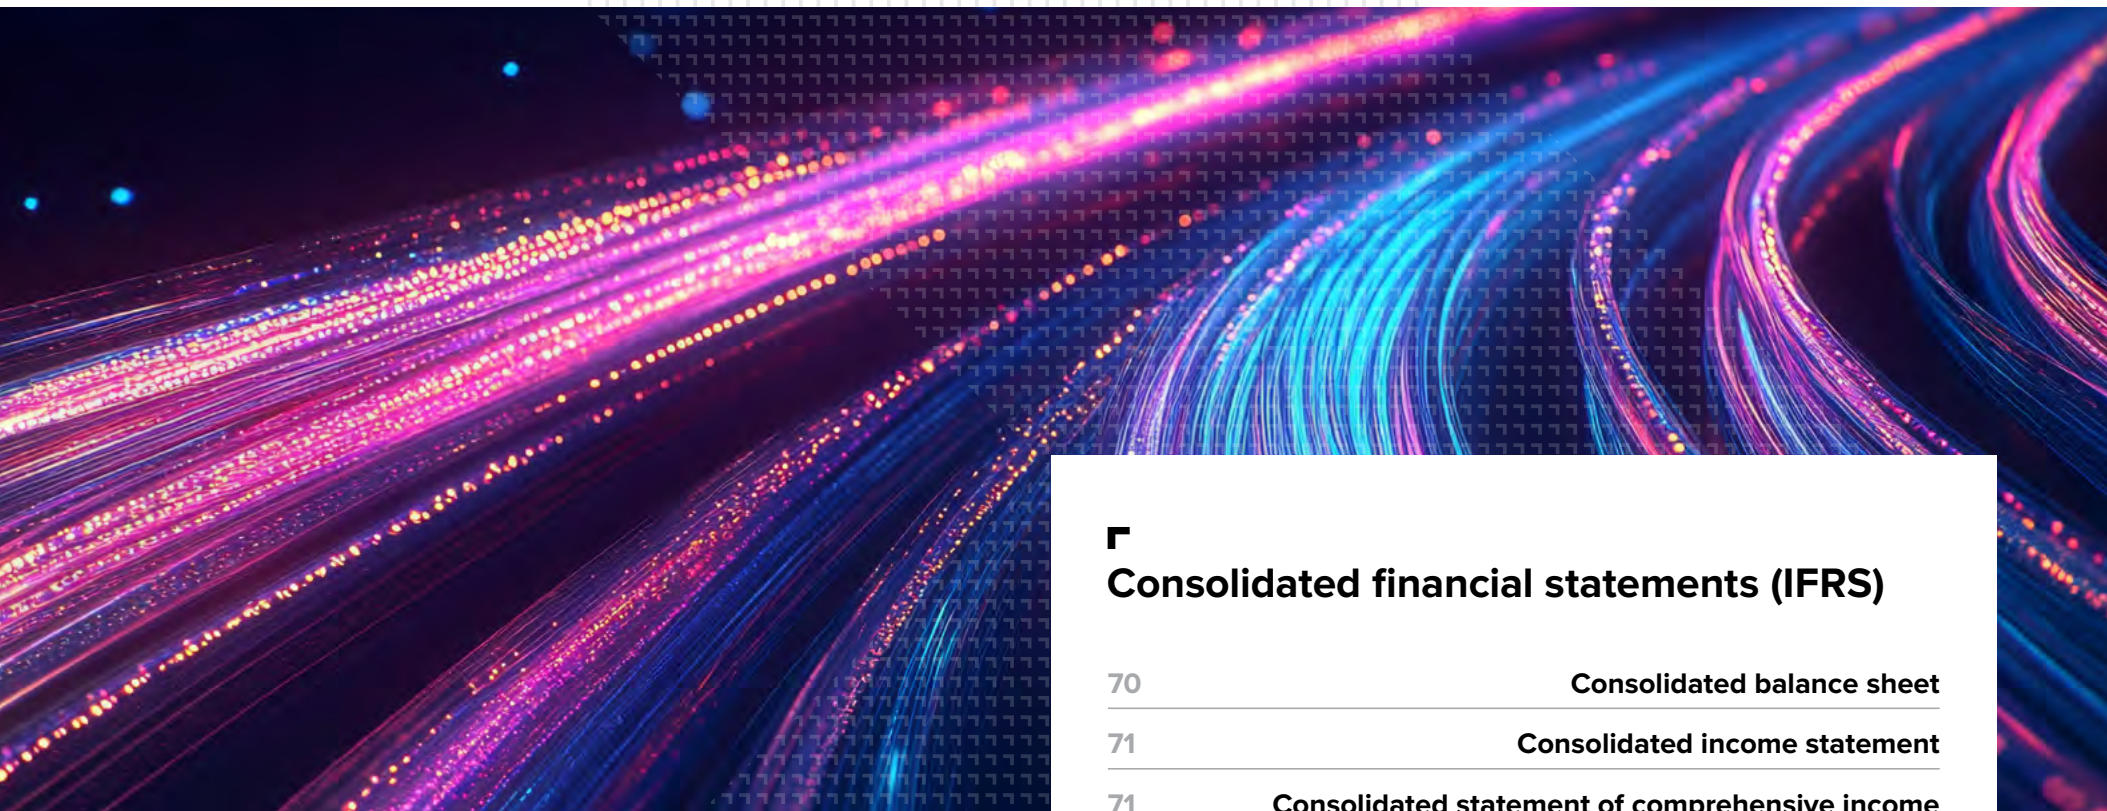 Consolidated financial statements (IFRS)
70 Consolidated balance sheet
71 Consolidated income statement
71 Consolidated statement of comprehensive income